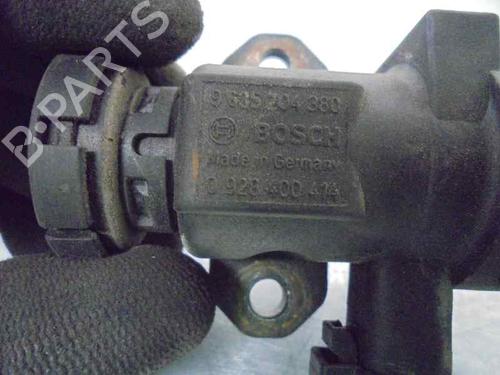 B·PARTS
9 635 704 380
BOSCH
Made in Germany
0 928 400 414